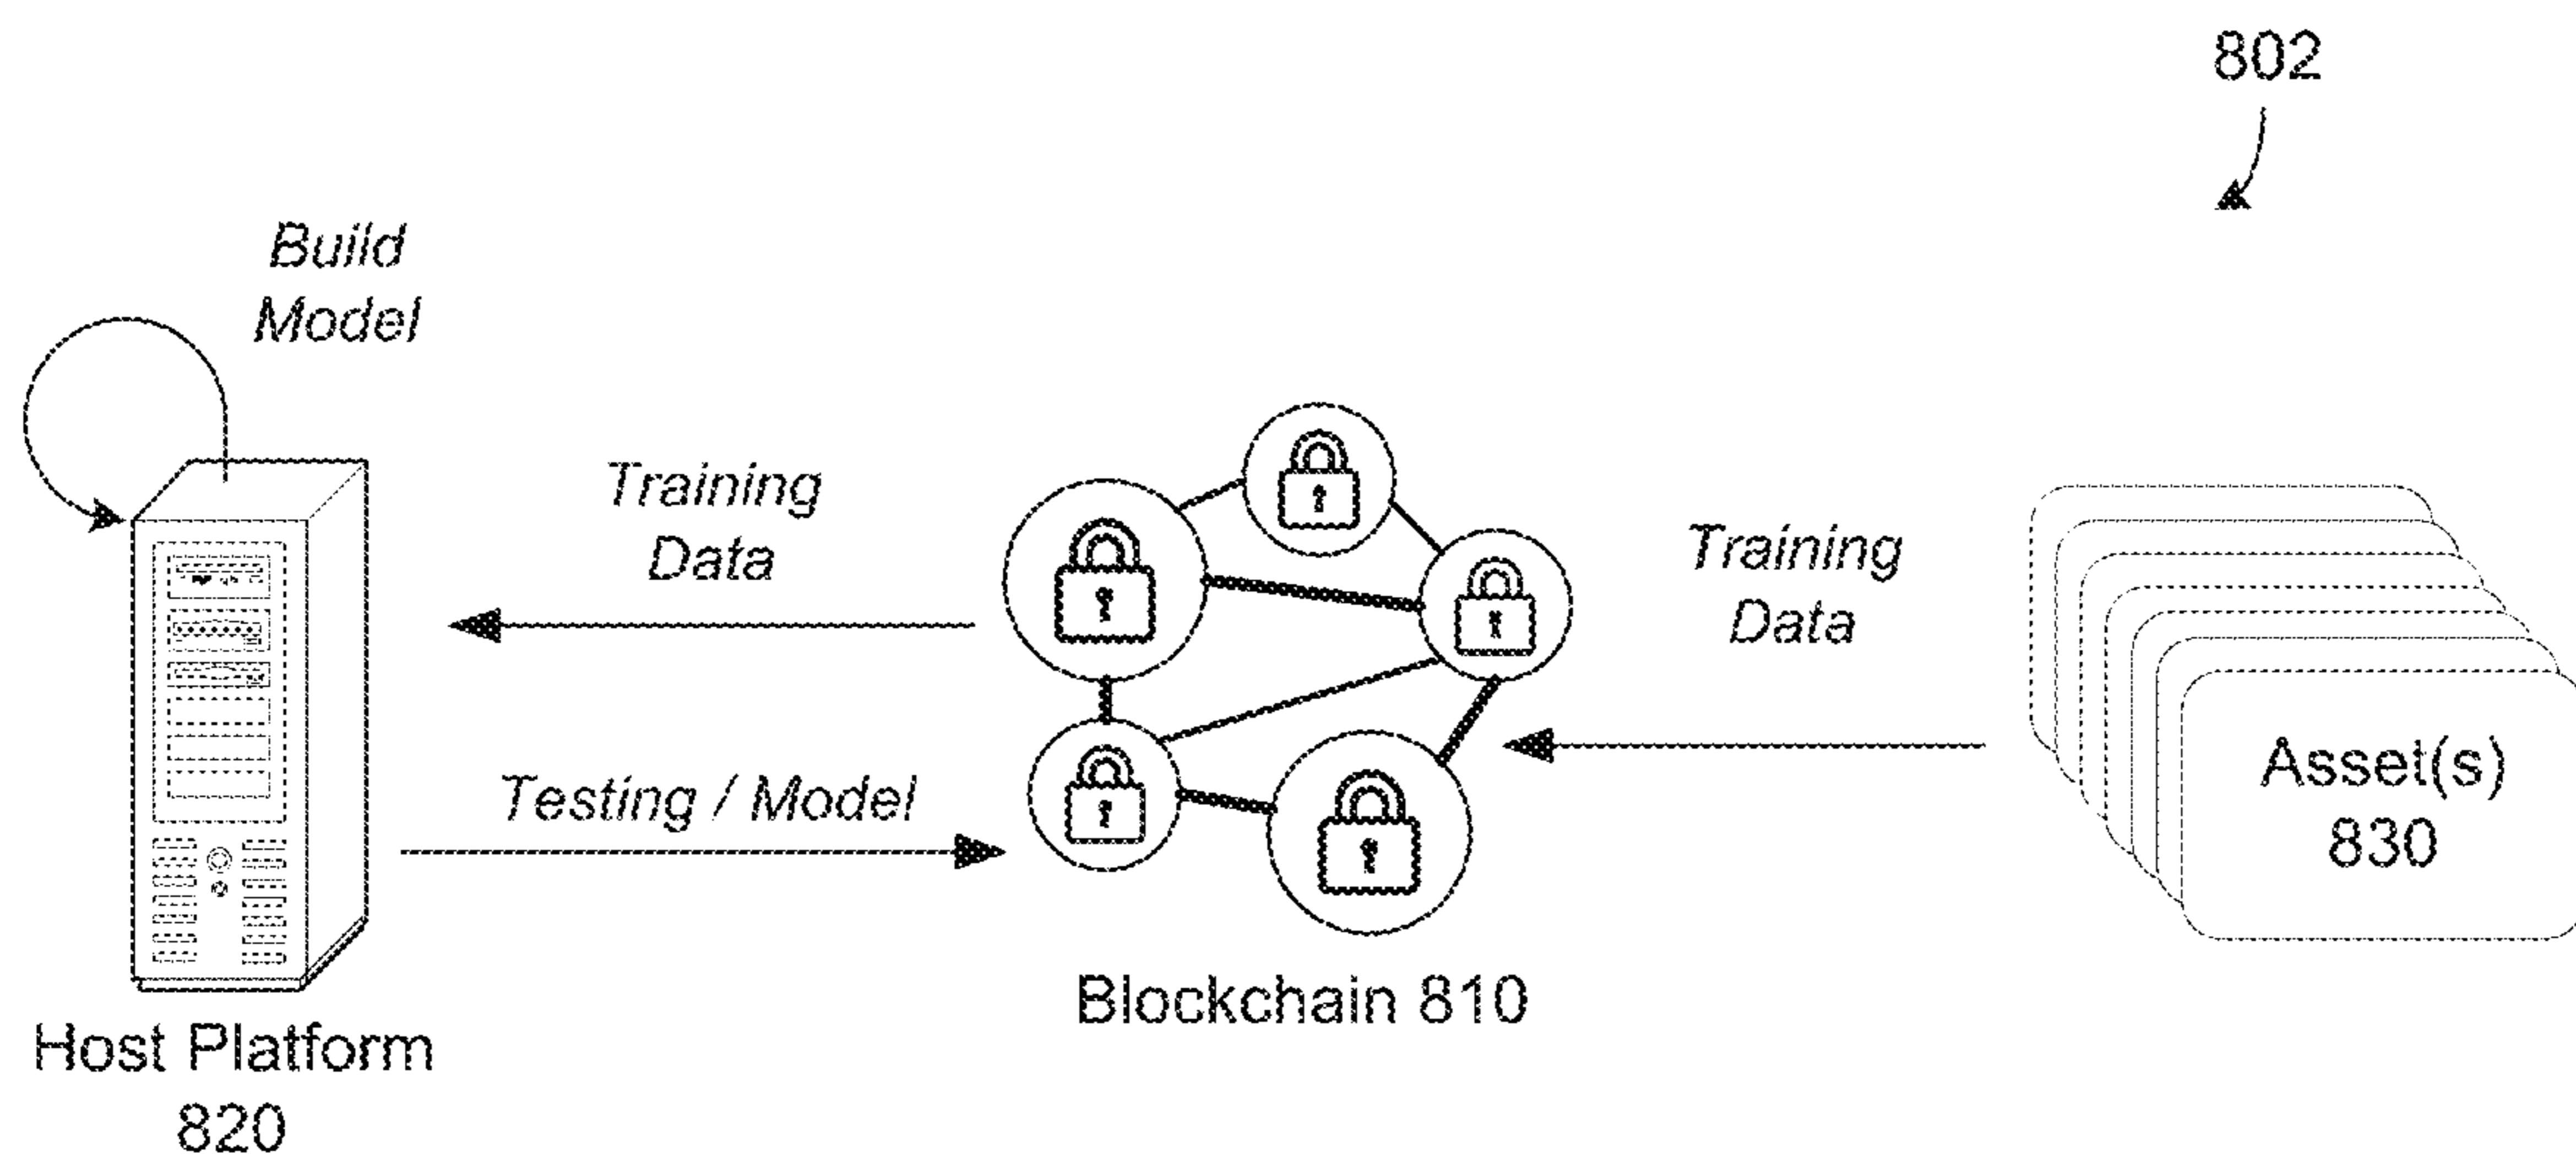 802
Build
Model
Training
Data
Training
Data
Testing / Model
Asset(s)
830
Blockchain 810
Host Platform
820